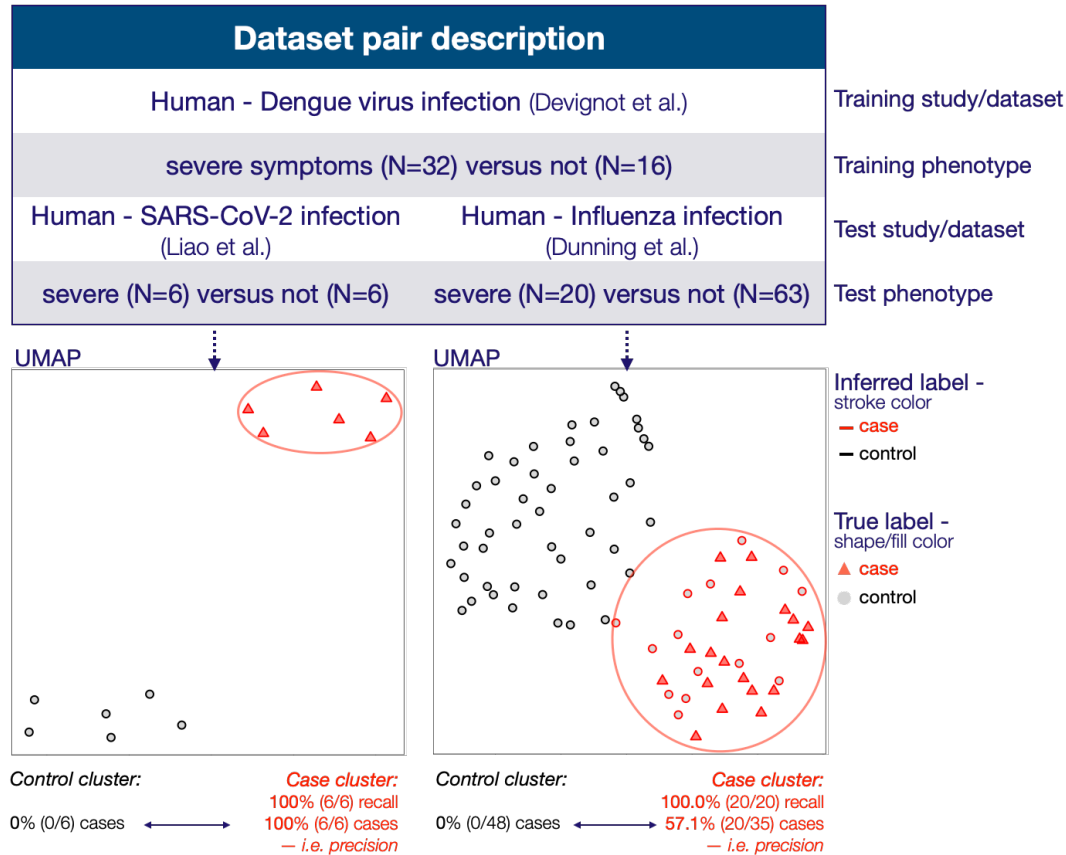 Dataset pair description
Human - Dengue virus infection (Devignot et al.)
Training study/dataset
severe symptoms (N=32) versus not (N=16)
Training phenotype
Human - SARS-CoV-2 infection
(Liao et al.)
Human - Influenza infection
(Dunning et al.)
Test study/dataset
severe (N=6) versus not (N=6)
severe (N=20) versus not (N=63)
Test phenotype
UMAP
UMAP
Inferred label -
stroke color
case
control
True label -
shape/fill color
case
control
Control cluster:
0% (0/6) cases
Case cluster:
100% (6/6) recall
100% (6/6) cases
— i.e. precision
Control cluster:
0% (0/48) cases
Case cluster:
100.0% (20/20) recall
57.1% (20/35) cases
— i.e. precision